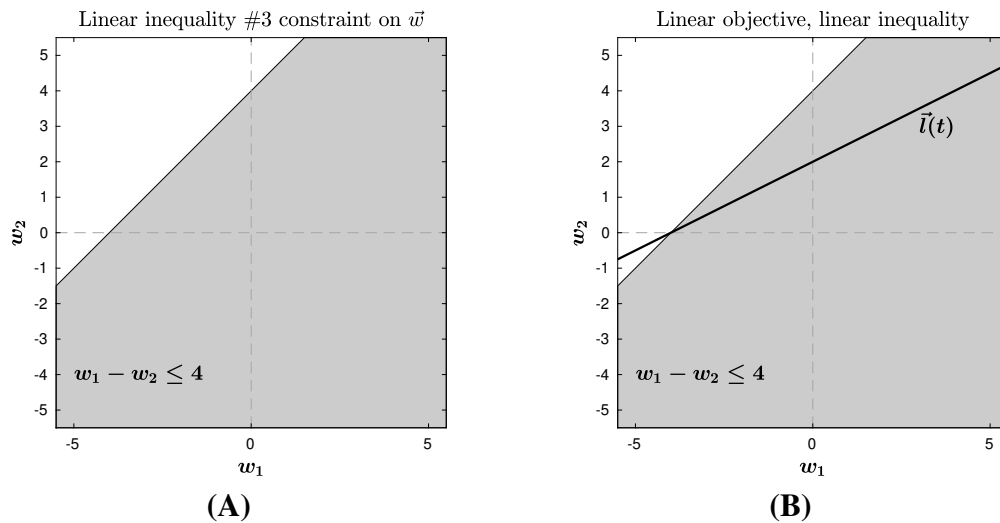 Linear inequality #3 constraint on $\vec{w}$
5
4
3
2
1
0
-1
-2
-3
-4
-5
w₂
w₁ − w₂ ≤ 4
-5 0 5
w₁
(A)
Linear objective, linear inequality
5
4
3
2
1
0
-1
-2
-3
-4
-5
w₂
$\vec{l}$(t)
w₁ − w₂ ≤ 4
-5 0 5
w₁
(B)